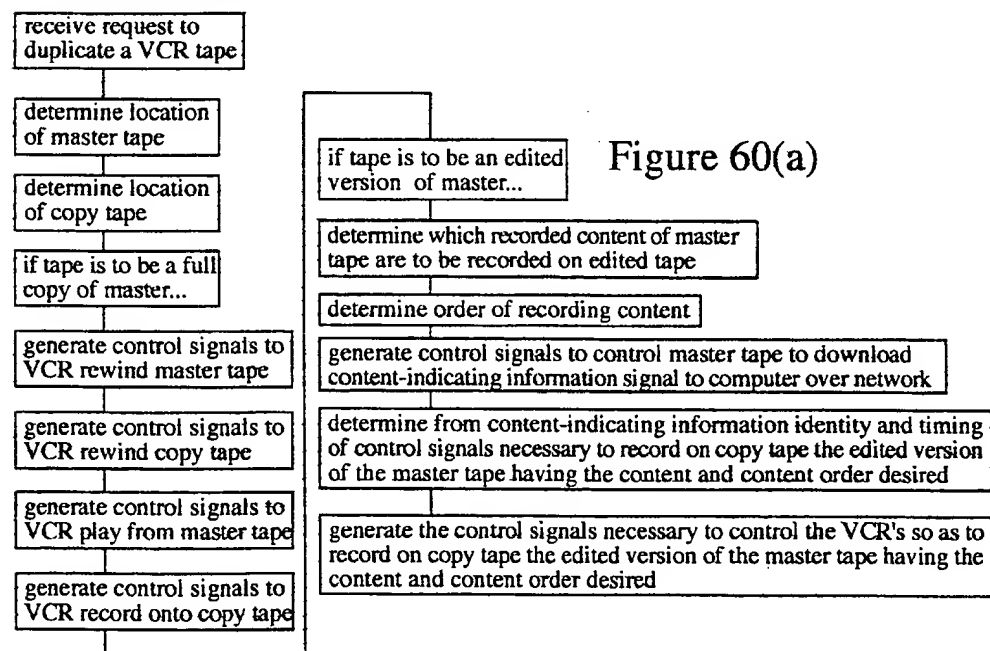 receive request to
duplicate a VCR tape
determine location
of master tape
determine location
of copy tape
if tape is to be a full
copy of master...
generate control signals to
VCR rewind master tape
generate control signals to
VCR rewind copy tape
generate control signals to
VCR play from master tape
generate control signals to
VCR record onto copy tape
if tape is to be an edited
version of master...
Figure 60(a)
determine which recorded content of master
tape are to be recorded on edited tape
determine order of recording content
generate control signals to control master tape to download
content-indicating information signal to computer over network
determine from content-indicating information identity and timing
of control signals necessary to record on copy tape the edited version
of the master tape having the content and content order desired
generate the control signals necessary to control the VCR's so as to
record on copy tape the edited version of the master tape having the
content and content order desired